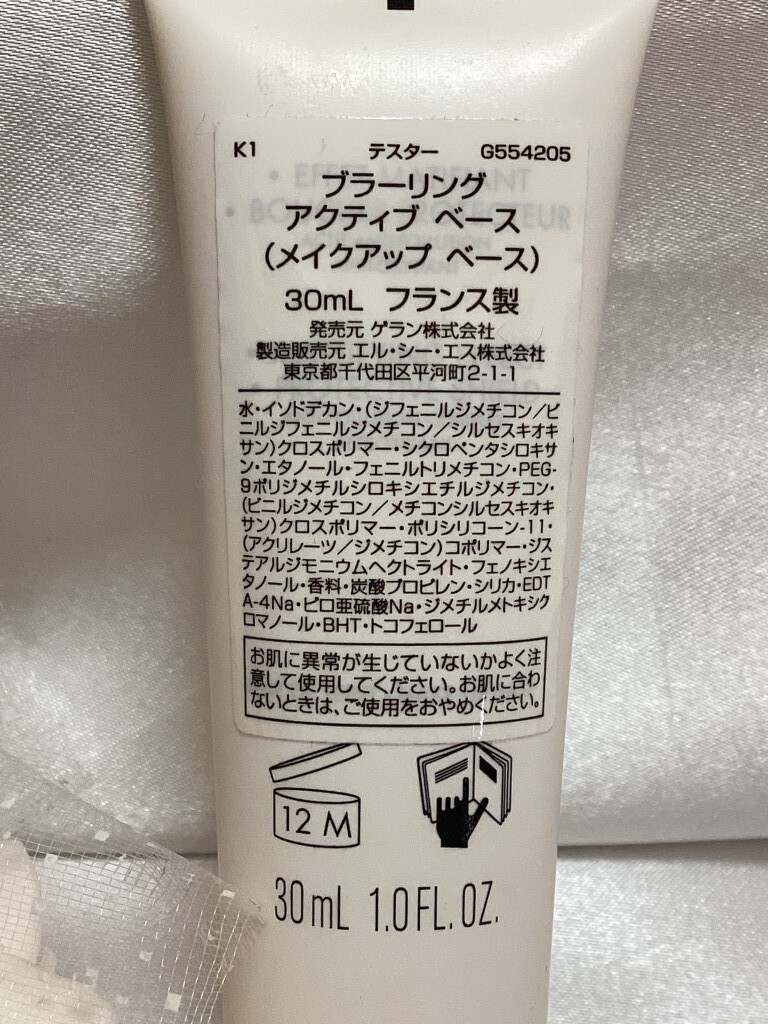 K1 テスター G554205
ブラーリング
アクティブ ベース
(メイクアップ ベース)
30mL フランス製
発売元 ゲラン株式会社
製造販売元 エル・シー・エス株式会社
東京都千代田区平河町2-1-1
水・イソドデカン・(ジフェニルジメチコン/ビ
ニルジフェニルジメチコン/シルセスキオキ
サン)クロスポリマー・シクロペンタシロキサ
ン・エタノール・フェニルトリメチコン・PEG-
9ポリジメチルシロキシエチルジメチコン・
(ビニルジメチコン/メチコンシルセスキオキ
サン)クロスポリマー・ポリシリコーン-11・
(アクリレーツ/ジメチコン)コポリマー・ジス
テアルジモニウムヘクトライト・フェノキシエ
タノール・香料・炭酸プロピレン・シリカ・EDT
A-4Na・ピロ亜硫酸Na・ジメチルメトキシク
ロマノール・BHT・トコフェロール
お肌に異常が生じていないかよく注
意して使用してください。お肌に合わ
ないときは、ご使用をおやめください。
12 M
30 mL 1.0 FL. OZ.